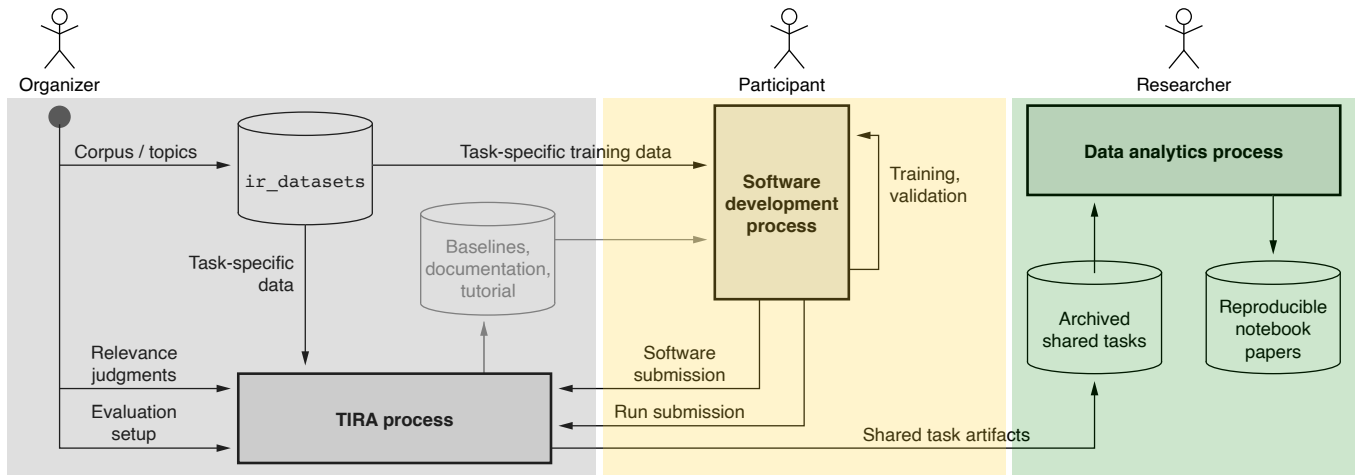 Organizer
Participant
Researcher
Corpus / topics
ir_datasets
Task-specific training data
Software
development
process
Training,
validation
Data analytics process
Task-specific
data
Baselines,
documentation,
tutorial
Archived
shared tasks
Reproducible
notebook
papers
Relevance
judgments
Software
submission
Evaluation
setup
TIRA process
Run submission
Shared task artifacts